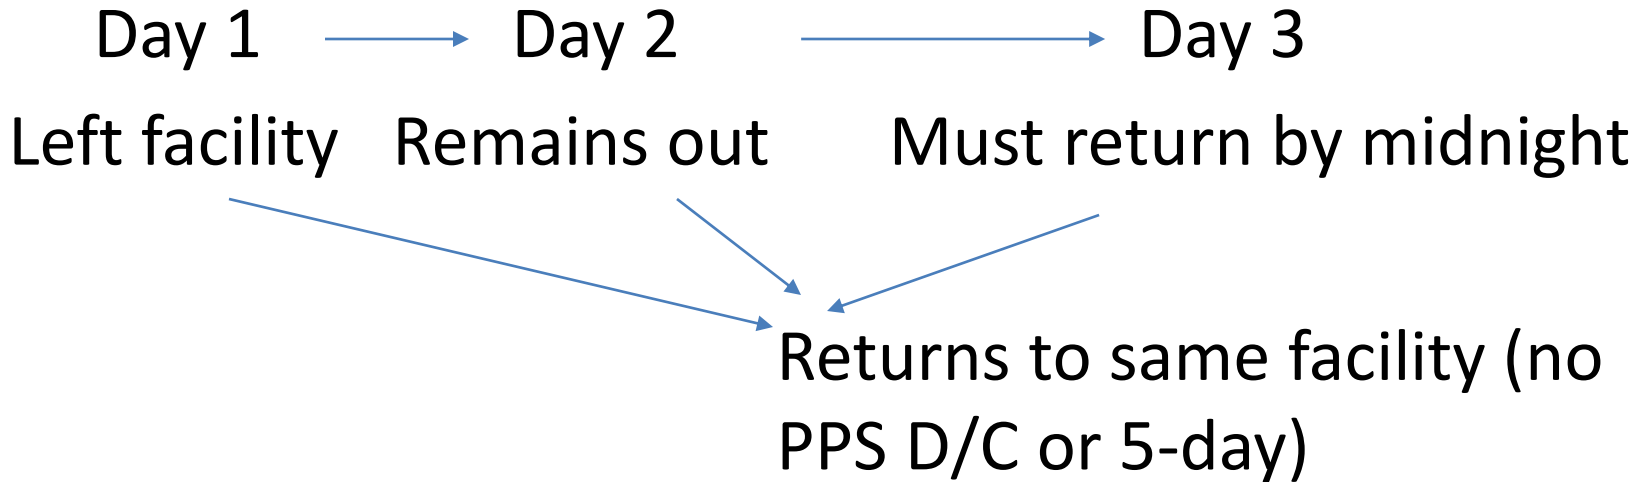 Day 1 Day 2 Day 3
Left facility Remains out Must return by midnight
Returns to same facility (no
PPS D/C or 5-day)